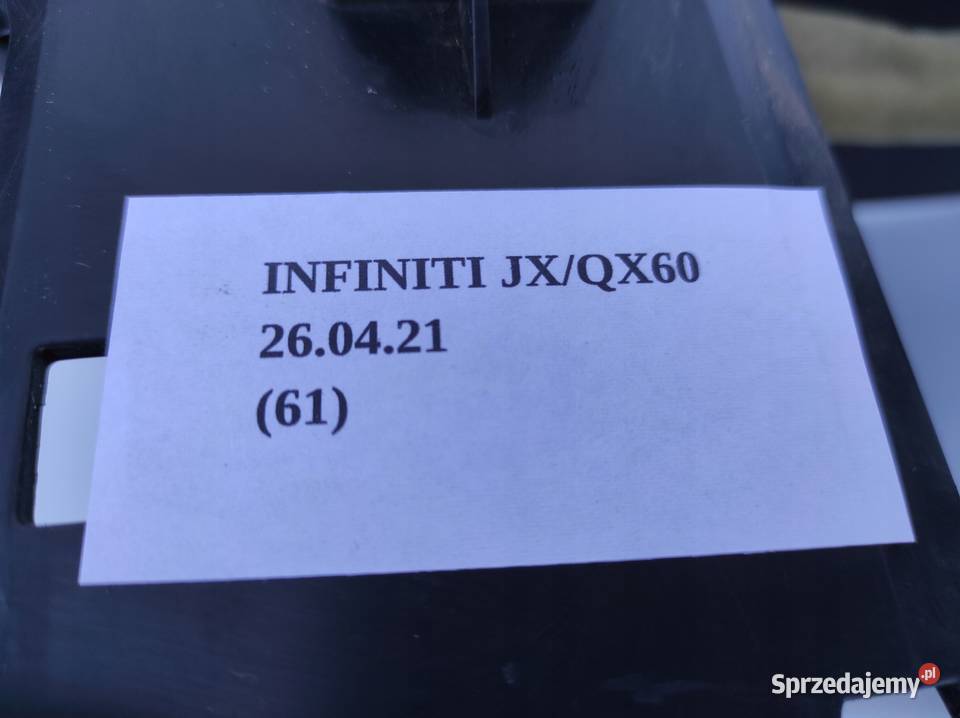 INFINITI JX/QX60
26.04.21
(61)
Sprzedajemy.pl